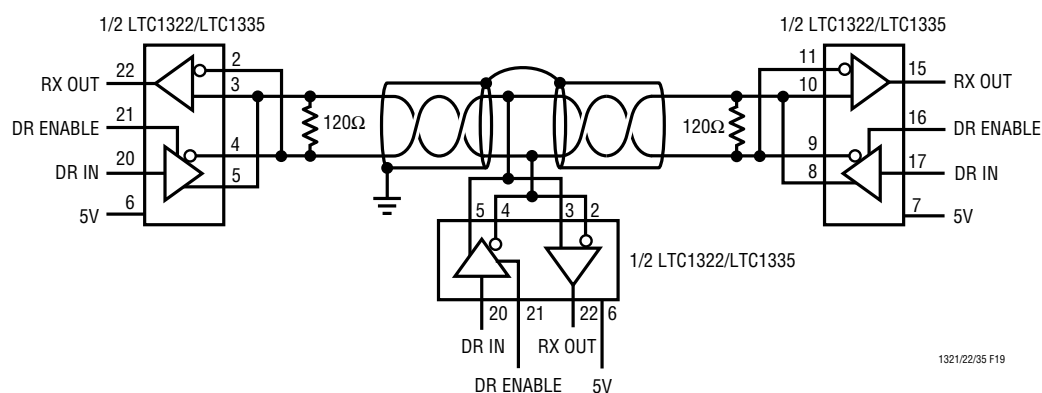 1/2 LTC1322/LTC1335
1/2 LTC1322/LTC1335
RX OUT 22 2
3
DR ENABLE 21
120Ω
DR IN 20 4
5
5V 6
11 15 RX OUT
10
16 DR ENABLE
120Ω
9 17 DR IN
8
7 5V
5 4 3 2
1/2 LTC1322/LTC1335
20 21 22 6
DR IN RX OUT
DR ENABLE 5V
1321/22/35 F19